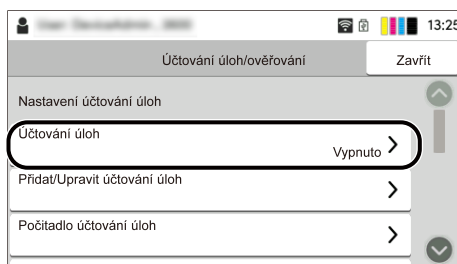 13:25
Účtování úloh/ověřování
Zavřít
Nastavení účtování úloh
Účtování úloh
Vypnuto
Přidat/Upravit účtování úloh
Počitadlo účtování úloh